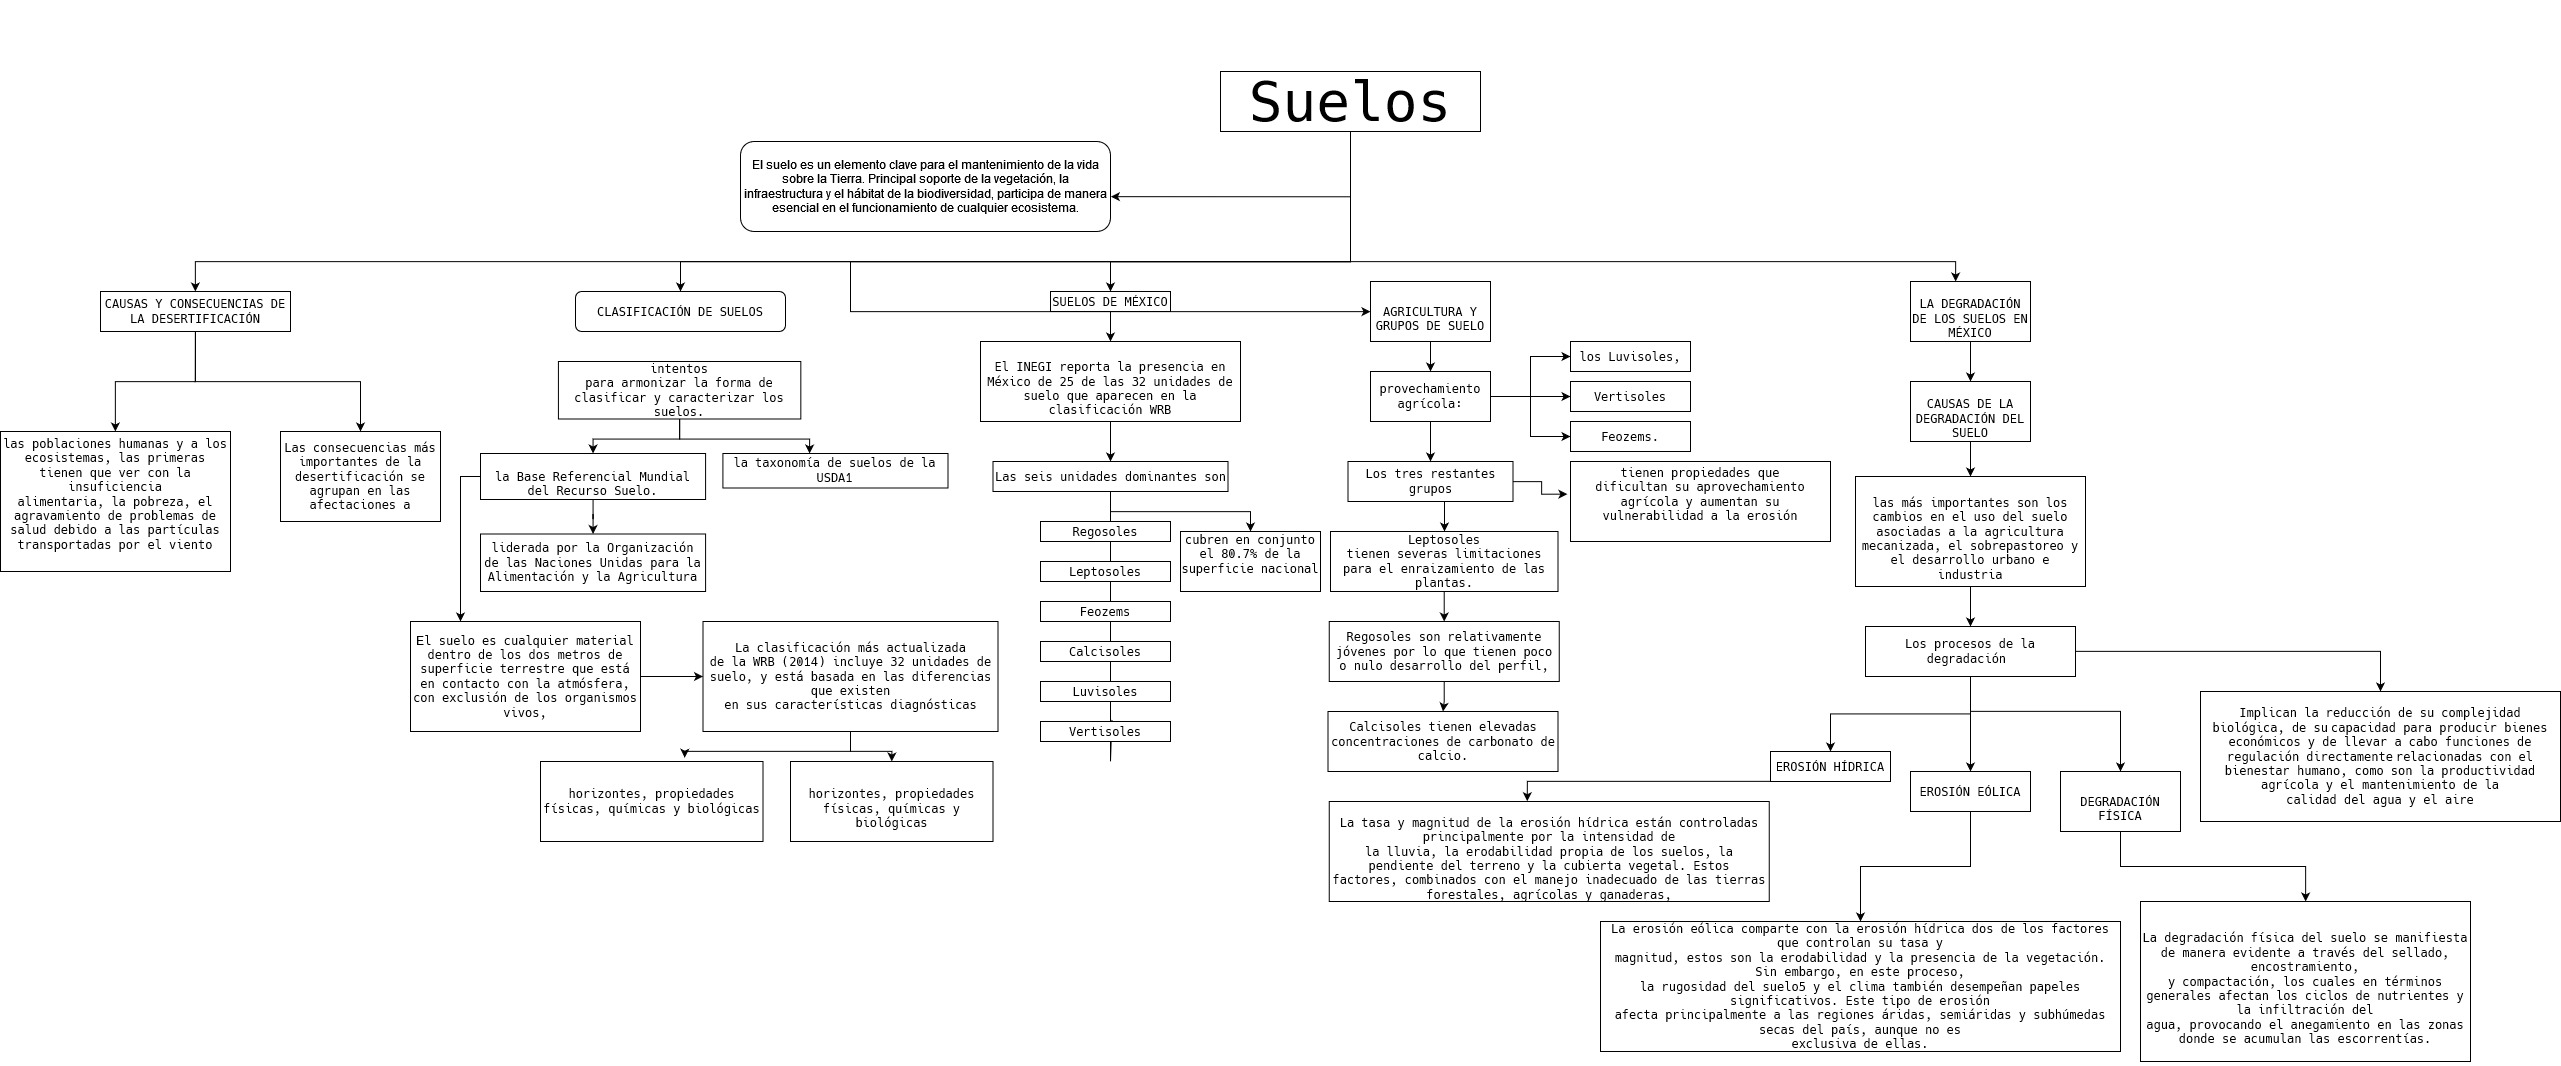 Suelos
El suelo es un elemento clave para el mantenimiento de la vida
sobre la Tierra. Principal soporte de la vegetación, la
infraestructura y el hábitat de la biodiversidad, participa de manera
esencial en el funcionamiento de cualquier ecosistema.
CAUSAS Y CONSECUENCIAS DE
LA DESERTIFICACIÓN
las poblaciones humanas y a los
ecosistemas, las primeras
tienen que ver con la
insuficiencia
alimentaria, la pobreza, el
agravamiento de problemas de
salud debido a las partículas
transportadas por el viento
Las consecuencias más
importantes de la
desertificación se
agrupan en las
afectaciones a
CLASIFICACIÓN DE SUELOS
intentos
para armonizar la forma de
clasificar y caracterizar los
suelos.
la Base Referencial Mundial
del Recurso Suelo.
la taxonomía de suelos de la
USDA1
liderada por la Organización
de las Naciones Unidas para la
Alimentación y la Agricultura
El suelo es cualquier material
dentro de los dos metros de
superficie terrestre que está
en contacto con la atmósfera,
con exclusión de los organismos
vivos,
La clasificación más actualizada
de la WRB (2014) incluye 32 unidades de
suelo, y está basada en las diferencias
que existen
en sus características diagnósticas
horizontes, propiedades
físicas, químicas y biológicas
horizontes, propiedades
físicas, químicas y
biológicas
SUELOS DE MÉXICO
El INEGI reporta la presencia en
México de 25 de las 32 unidades de
suelo que aparecen en la
clasificación WRB
Las seis unidades dominantes son
Regosoles
Leptosoles
Feozems
Calcisoles
Luvisoles
Vertisoles
cubren en conjunto
el 80.7% de la
superficie nacional
AGRICULTURA Y
GRUPOS DE SUELO
provechamiento
agrícola:
los Luvisoles,
Vertisoles
Feozems.
Los tres restantes
grupos
tienen propiedades que
dificultan su aprovechamiento
agrícola y aumentan su
vulnerabilidad a la erosión
Leptosoles
tienen severas limitaciones
para el enraizamiento de las
plantas.
Regosoles son relativamente
jóvenes por lo que tienen poco
o nulo desarrollo del perfil,
Calcisoles tienen elevadas
concentraciones de carbonato de
calcio.
LA DEGRADACIÓN
DE LOS SUELOS EN
MÉXICO
CAUSAS DE LA
DEGRADACIÓN DEL
SUELO
las más importantes son los
cambios en el uso del suelo
asociadas a la agricultura
mecanizada, el sobrepastoreo y
el desarrollo urbano e
industria
Los procesos de la
degradación
Implican la reducción de su complejidad
biológica, de su capacidad para producir bienes
económicos y de llevar a cabo funciones de
regulación directamente relacionadas con el
bienestar humano, como son la productividad
agrícola y el mantenimiento de la
calidad del agua y el aire
EROSIÓN HÍDRICA
EROSIÓN EÓLICA
DEGRADACIÓN
FÍSICA
La tasa y magnitud de la erosión hídrica están controladas
principalmente por la intensidad de
la lluvia, la erodabilidad propia de los suelos, la
pendiente del terreno y la cubierta vegetal. Estos
factores, combinados con el manejo inadecuado de las tierras
forestales, agrícolas y ganaderas,
La erosión eólica comparte con la erosión hídrica dos de los factores
que controlan su tasa y
magnitud, estos son la erodabilidad y la presencia de la vegetación.
Sin embargo, en este proceso,
la rugosidad del suelo5 y el clima también desempeñan papeles
significativos. Este tipo de erosión
afecta principalmente a las regiones áridas, semiáridas y subhúmedas
secas del país, aunque no es
exclusiva de ellas.
La degradación física del suelo se manifiesta
de manera evidente a través del sellado,
encostramiento,
y compactación, los cuales en términos
generales afectan los ciclos de nutrientes y
la infiltración del
agua, provocando el anegamiento en las zonas
donde se acumulan las escorrentías.